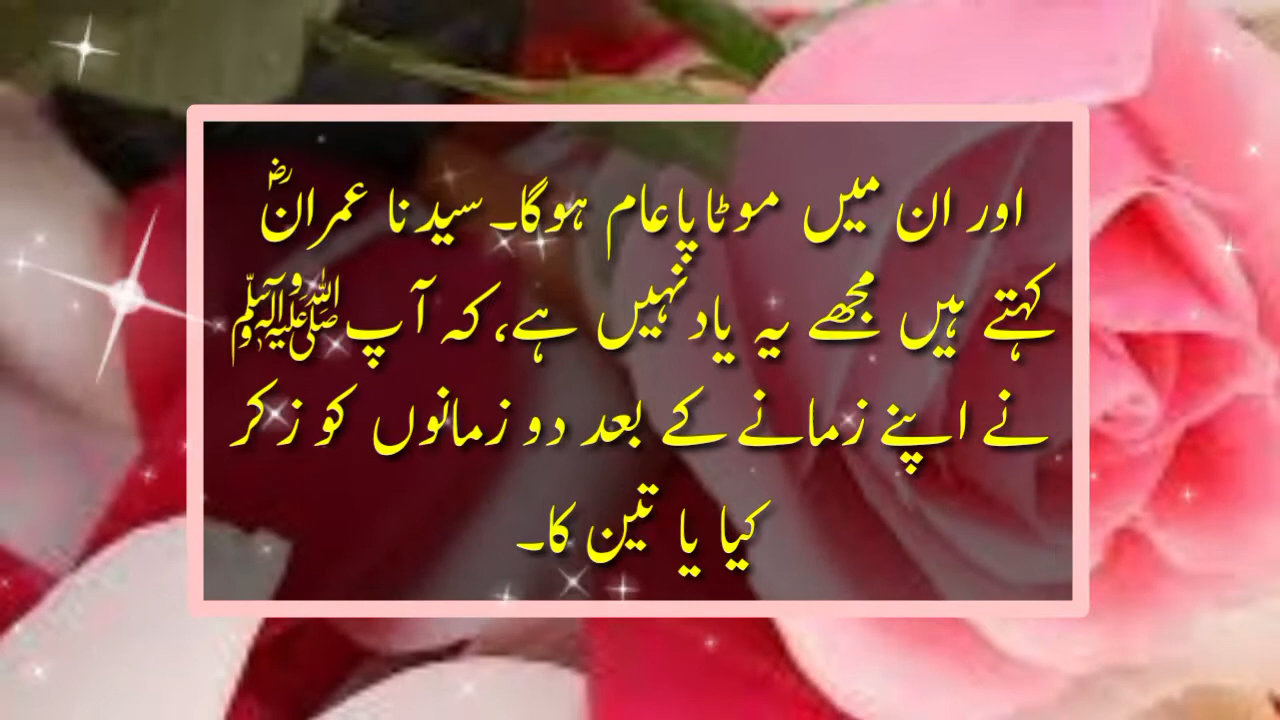 اور ان میں موٹاپا عام ہوگا۔ سیدنا عمرانؓ
کہتے ہیں مجھے یہ یاد نہیں ہے، کہ آپ ﷺ
نے اپنے زمانے کے بعد دو زمانوں کو زکر
کیا یا تین کا۔